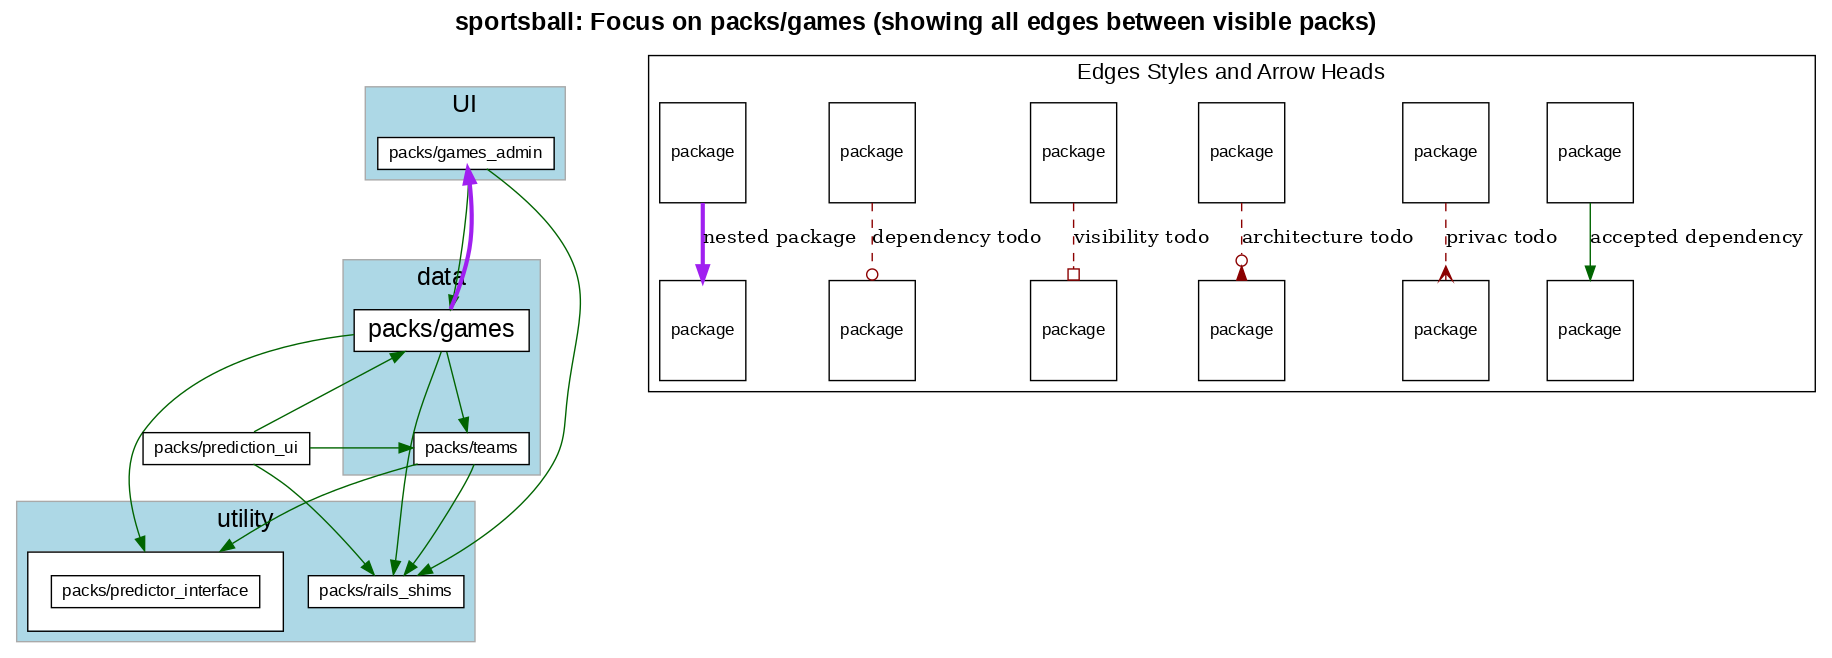 sportsball: Focus on packs/games (showing all edges between visible packs)
UI
packs/games_admin
data
packs/games
packs/prediction_ui
packs/teams
utility
packs/predictor_interface
packs/rails_shims
Edges Styles and Arrow Heads
package
package
package
package
package
package
nested package
dependency todo
visibility todo
architecture todo
privac todo
accepted dependency
package
package
package
package
package
package